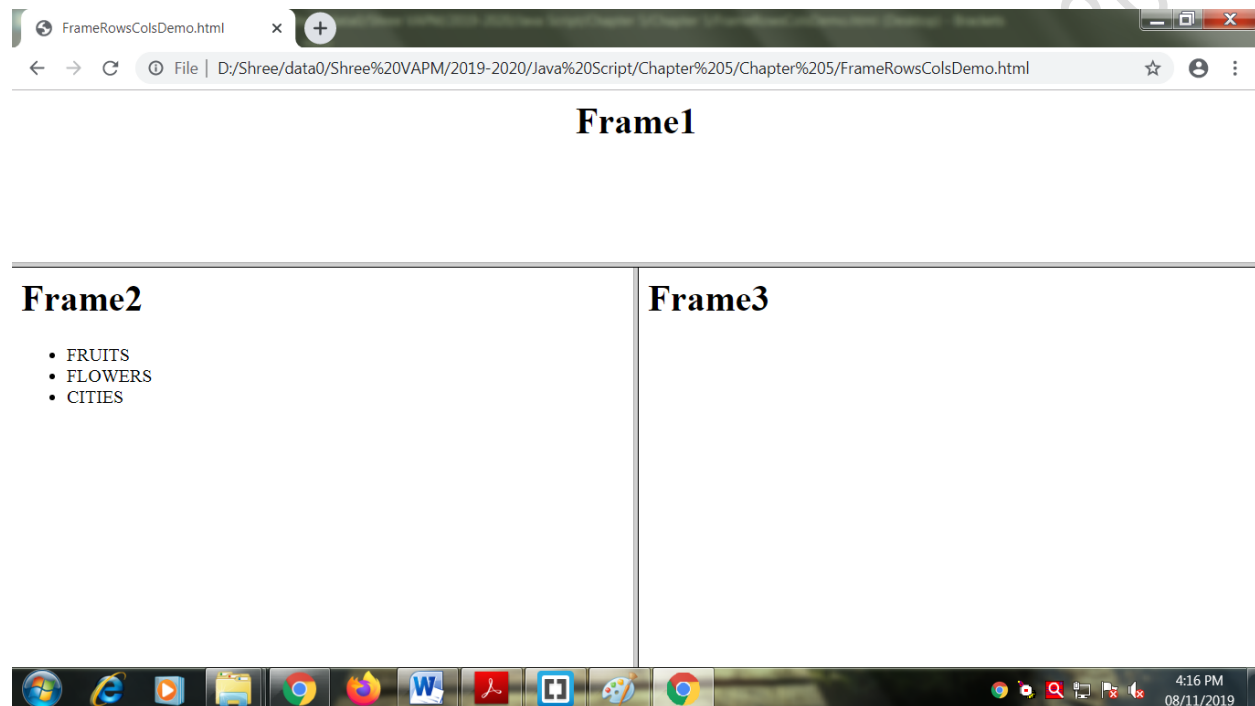 FrameRowsColsDemo.html
File | D:/Shree/data0/Shree%20VAPM/2019-2020/Java%20Script/Chapter%205/Chapter%205/FrameRowsColsDemo.html
Frame1
Frame2
Frame3
• FRUITS
• FLOWERS
• CITIES
4:16 PM
08/11/2019